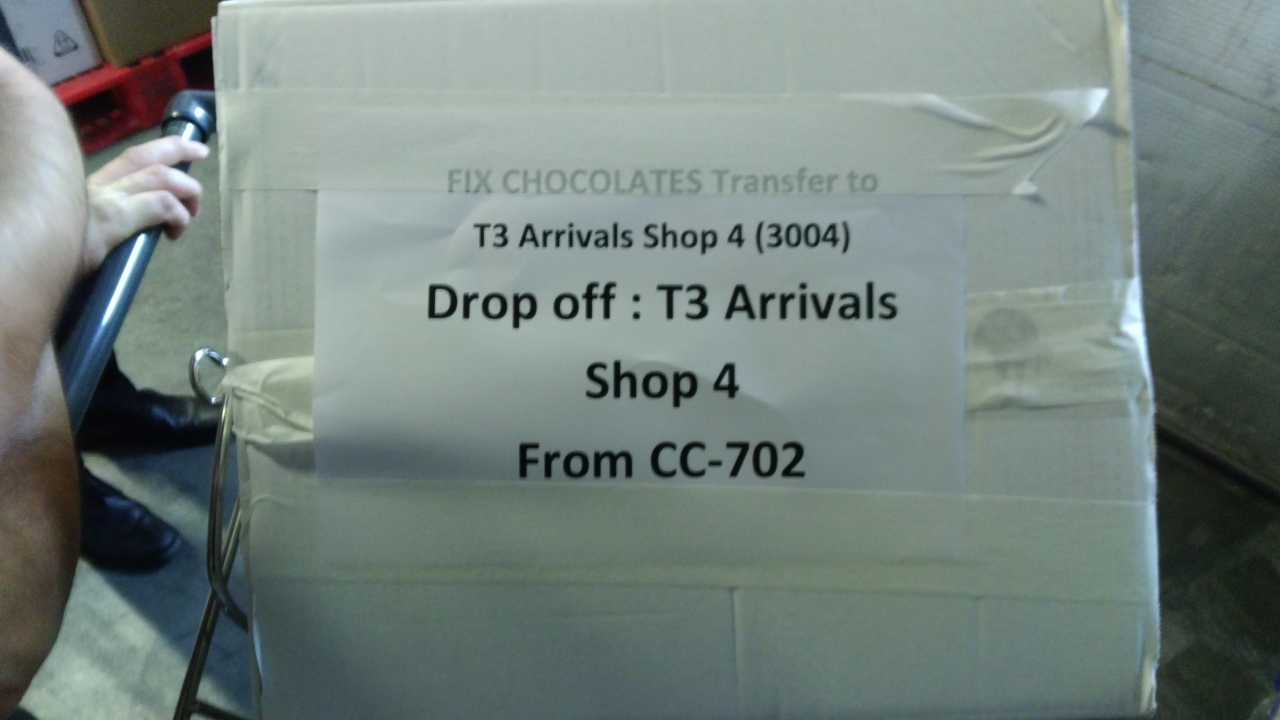 FIX CHOCOLATES Transfer to
T3 Arrivals Shop 4 (3004)
Drop off : T3 Arrivals
Shop 4
From CC-702